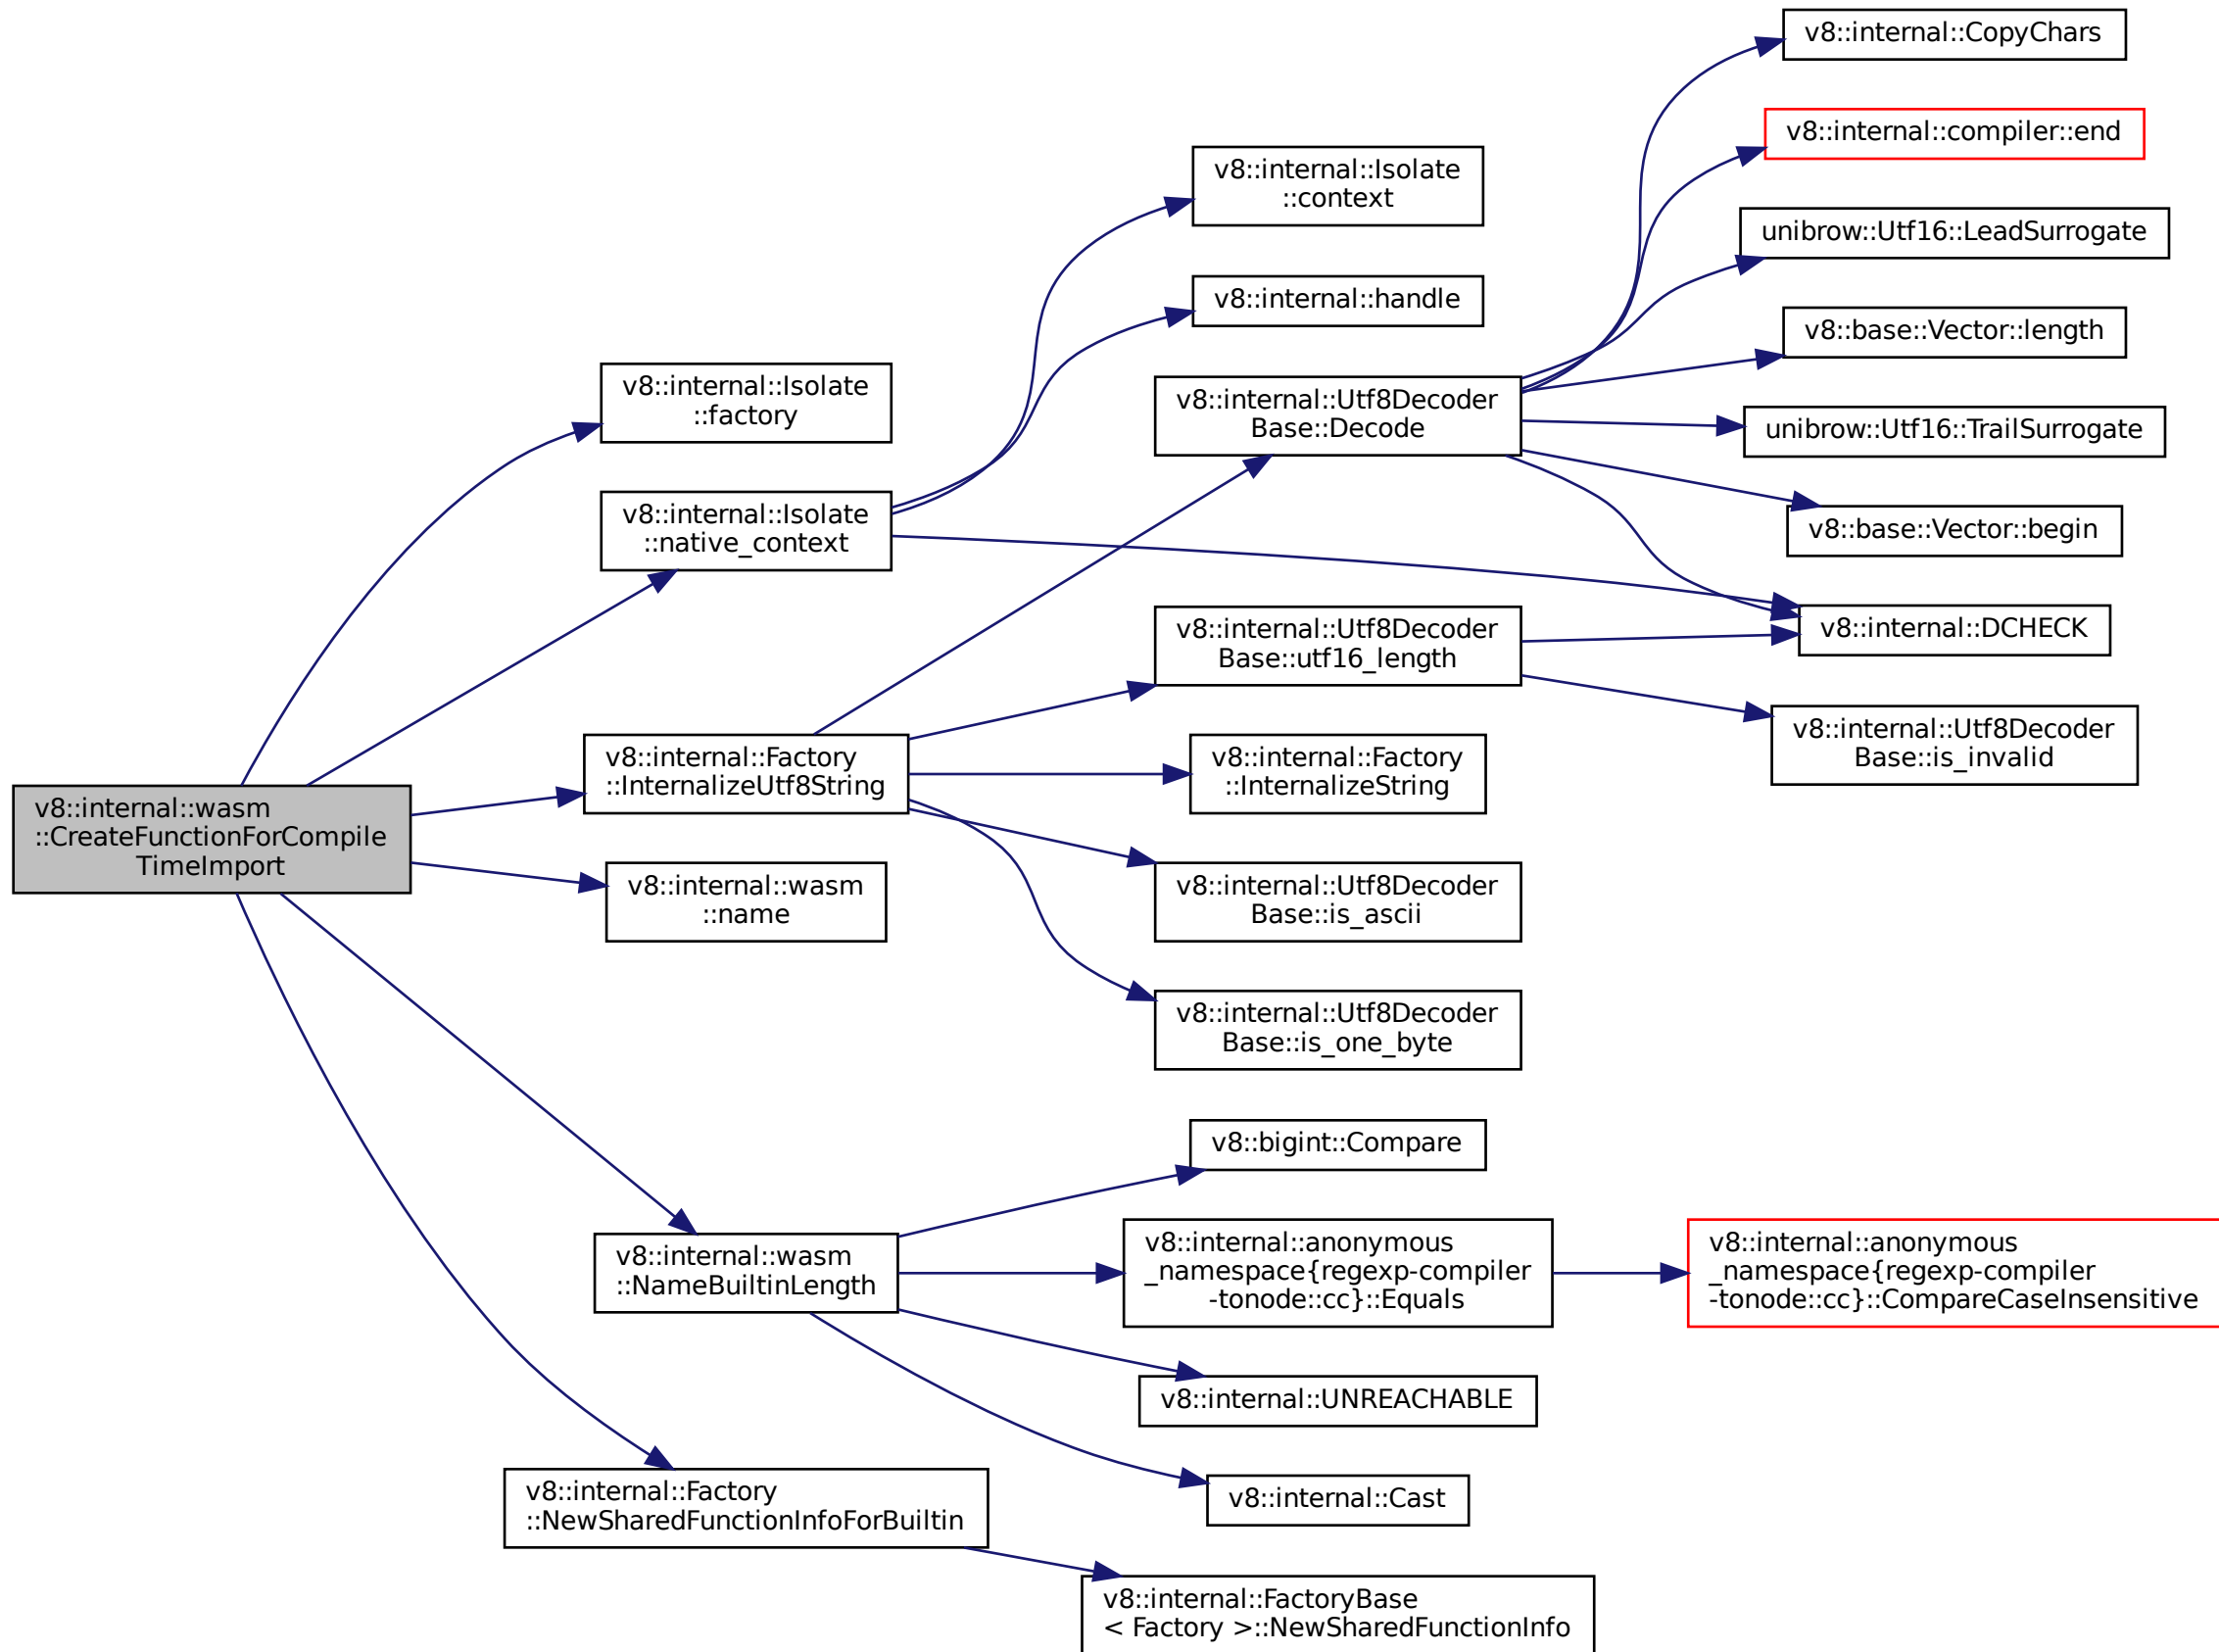 v8::internal::CopyChars
v8::internal::compiler::end
v8::internal::Isolate
::context
unibrow::Utf16::LeadSurrogate
v8::internal::handle
v8::base::Vector::length
v8::internal::Isolate
::factory
v8::internal::Utf8Decoder
Base::Decode
unibrow::Utf16::TrailSurrogate
v8::internal::Isolate
::native_context
v8::base::Vector::begin
v8::internal::Utf8Decoder
Base::utf16_length
v8::internal::DCHECK
v8::internal::Factory
::InternalizeUtf8String
v8::internal::Factory
::InternalizeString
v8::internal::Utf8Decoder
Base::is_invalid
v8::internal::wasm
::CreateFunctionForCompile
TimeImport
v8::internal::wasm
::name
v8::internal::Utf8Decoder
Base::is_ascii
v8::internal::Utf8Decoder
Base::is_one_byte
v8::bigint::Compare
v8::internal::wasm
::NameBuiltinLength
v8::internal::anonymous
_namespace{regexp-compiler
-tonode::cc}::Equals
v8::internal::anonymous
_namespace{regexp-compiler
-tonode::cc}::CompareCaseInsensitive
v8::internal::UNREACHABLE
v8::internal::Cast
v8::internal::Factory
::NewSharedFunctionInfoForBuiltin
v8::internal::FactoryBase
< Factory >::NewSharedFunctionInfo